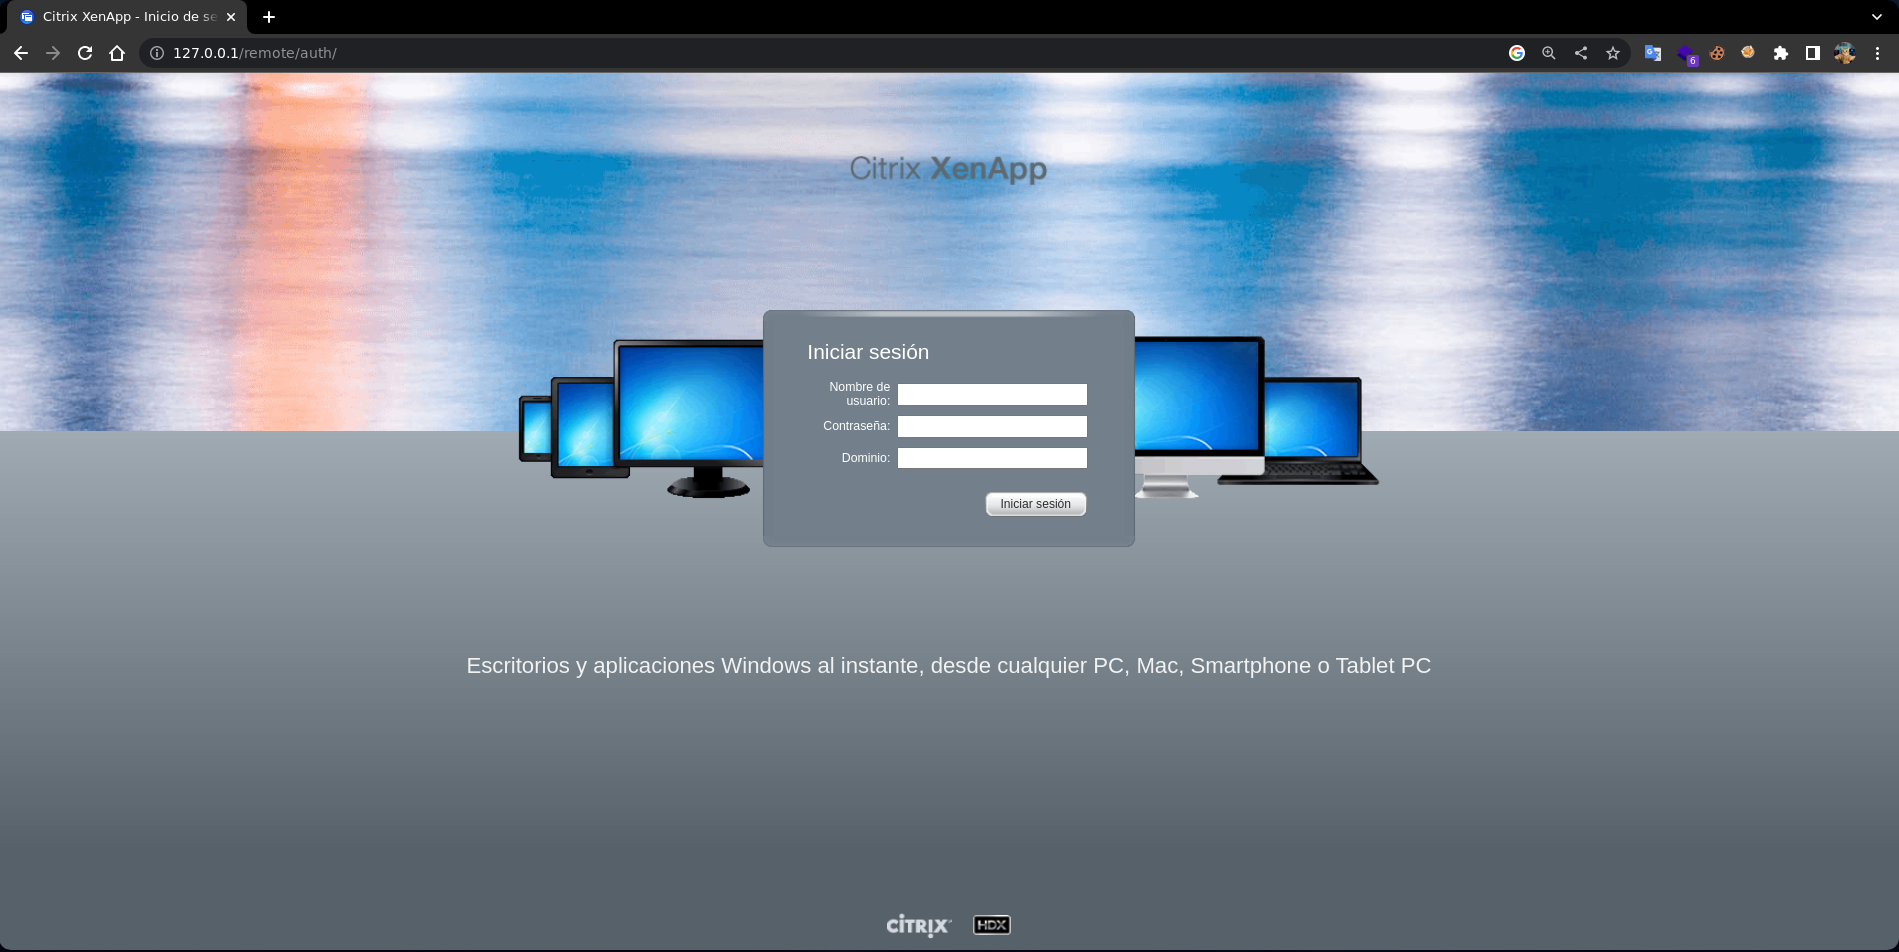 Citrix XenApp - Inicio de se
127.0.0.1/remote/auth/
6
Citrix XenApp
Iniciar sesión
Nombre de
usuario:
Contraseña:
Dominio:
Iniciar sesión
Escritorios y aplicaciones Windows al instante, desde cualquier PC, Mac, Smartphone o Tablet PC
CITRIX HDX